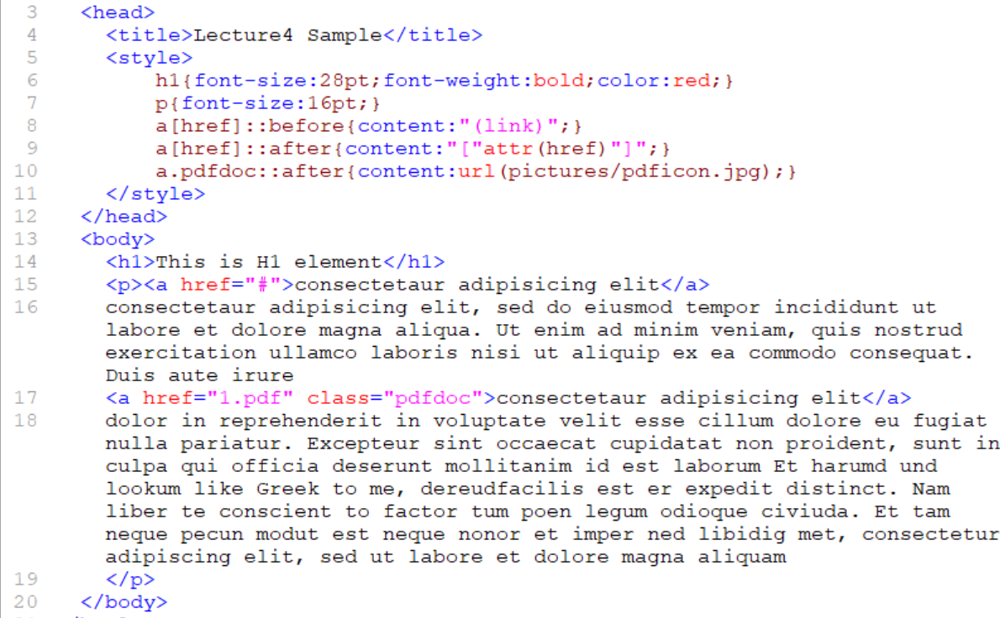 3 <head>
4 <title>Lecture4 Sample</title>
5 <style>
6 h1{font-size:28pt;font-weight:bold;color:red;}
7 p{font-size:16pt;}
8 a[href]::before{content:"(link)";}
9 a[href]::after{content:"["attr(href)"]";}
10 a.pdfdoc::after{content:url(pictures/pdficon.jpg);}
11 </style>
12 </head>
13 <body>
14 <h1>This is H1 element</h1>
15 <p><a href="#">consectetaur adipisicing elit</a>
16 consectetaur adipisicing elit, sed do eiusmod tempor incididunt ut
labore et dolore magna aliqua. Ut enim ad minim veniam, quis nostrud
exercitation ullamco laboris nisi ut aliquip ex ea commodo consequat.
Duis aute irure
17 <a href="1.pdf" class="pdfdoc">consectetaur adipisicing elit</a>
18 dolor in reprehenderit in voluptate velit esse cillum dolore eu fugiat
nulla pariatur. Excepteur sint occaecat cupidatat non proident, sunt in
culpa qui officia deserunt mollitanim id est laborum Et harumd und
lookum like Greek to me, dereudfacilis est er expedit distinct. Nam
liber te conscient to factor tum poen legum odioque civiuda. Et tam
neque pecun modut est neque nonor et imper ned libidig met, consectetur
adipiscing elit, sed ut labore et dolore magna aliquam
19 </p>
20 </body>